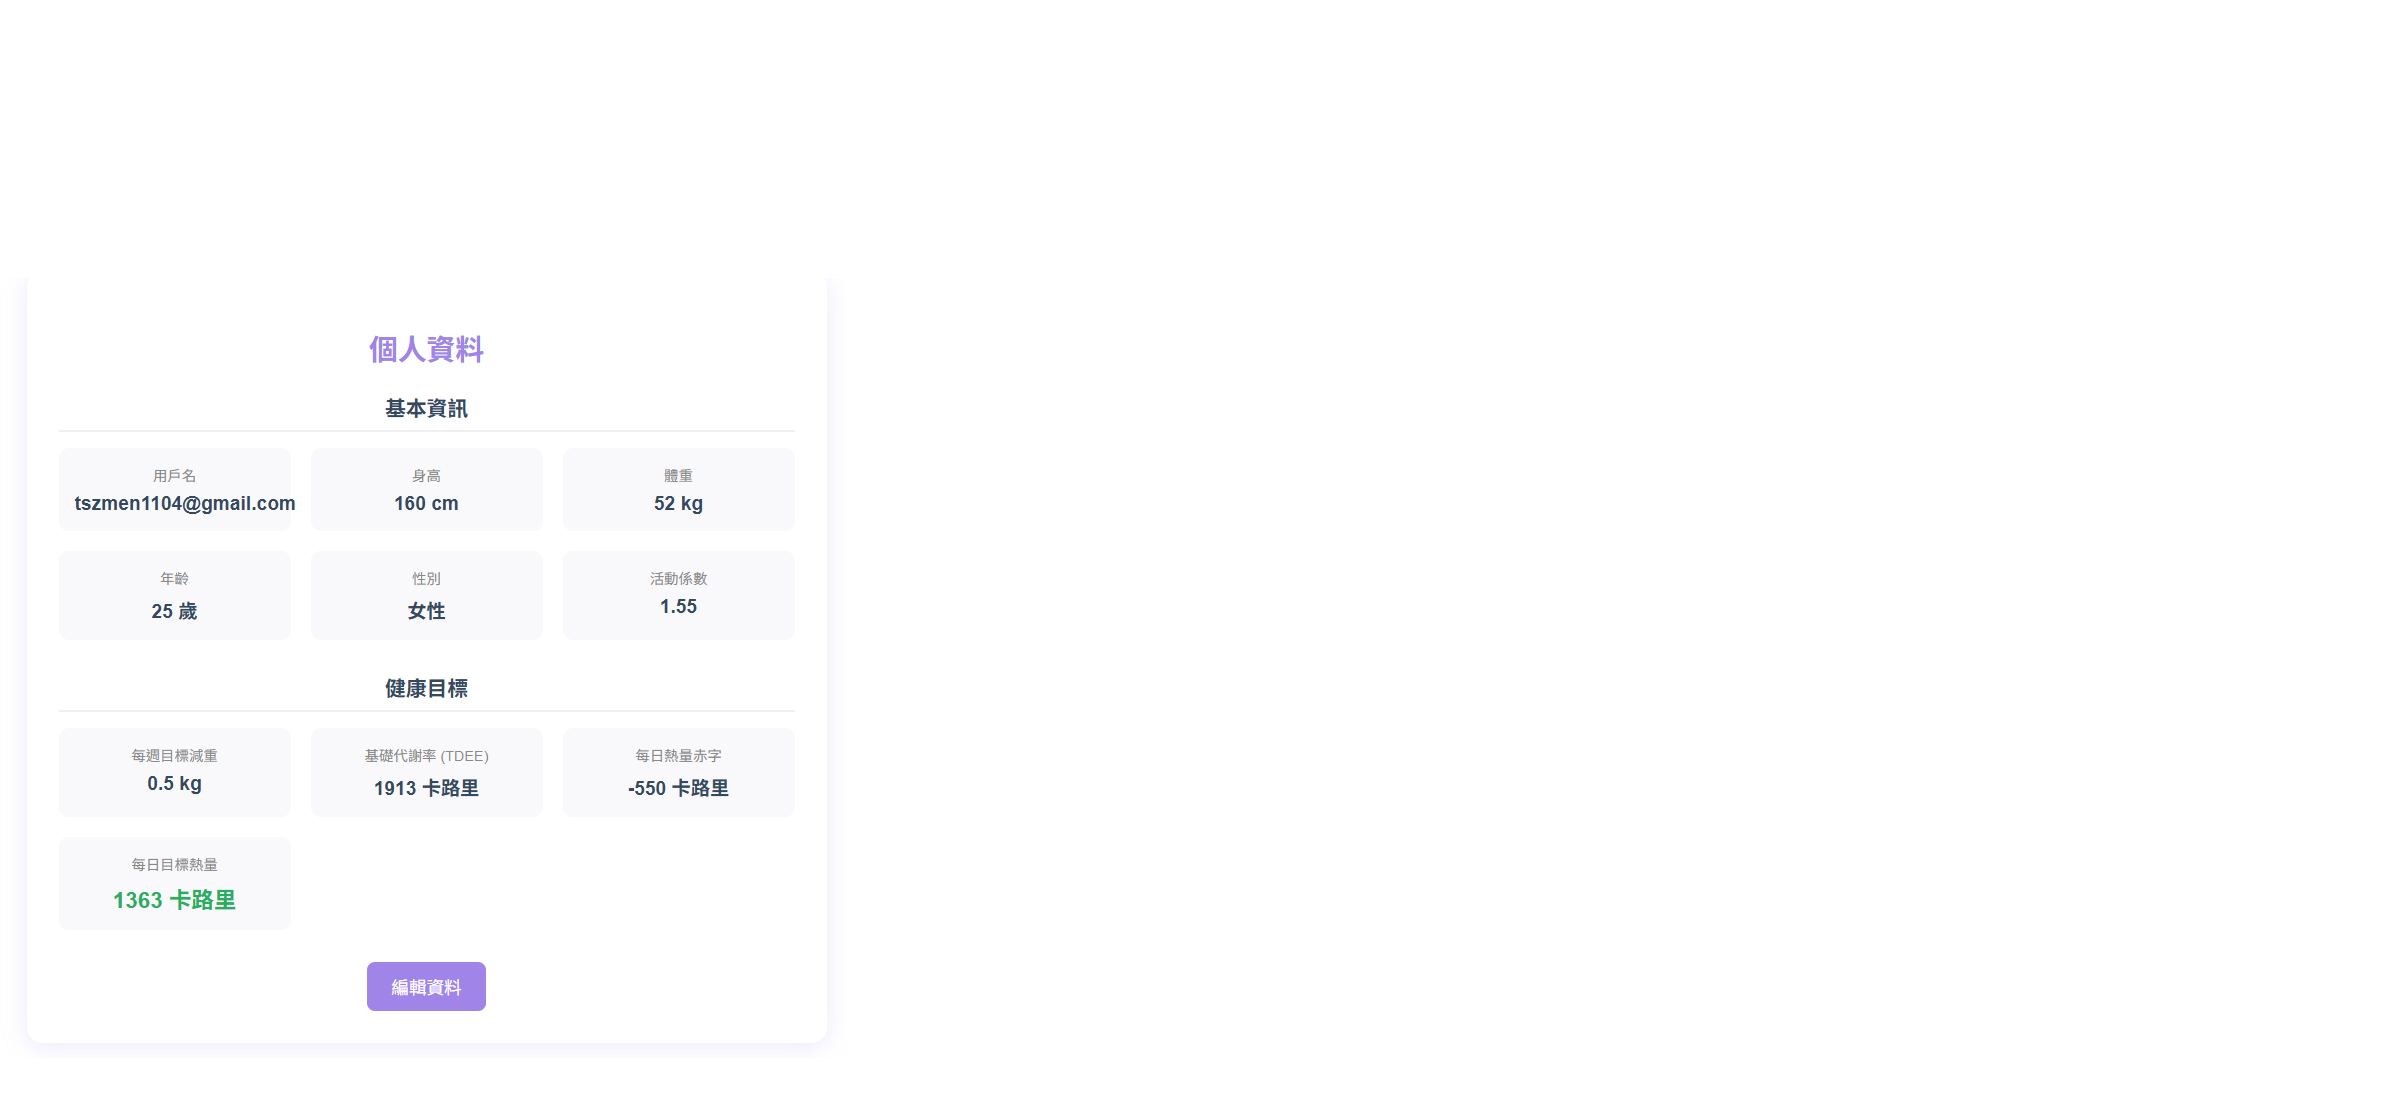 個人資料
基本資訊
用戶名
tszmen1104@gmail.com
身高
160 cm
體重
52 kg
年齡
25 歲
性別
女性
活動係數
1.55
健康目標
每週目標減重
0.5 kg
基礎代謝率 (TDEE)
1913 卡路里
每日熱量赤字
-550 卡路里
每日目標熱量
1363 卡路里
編輯資料